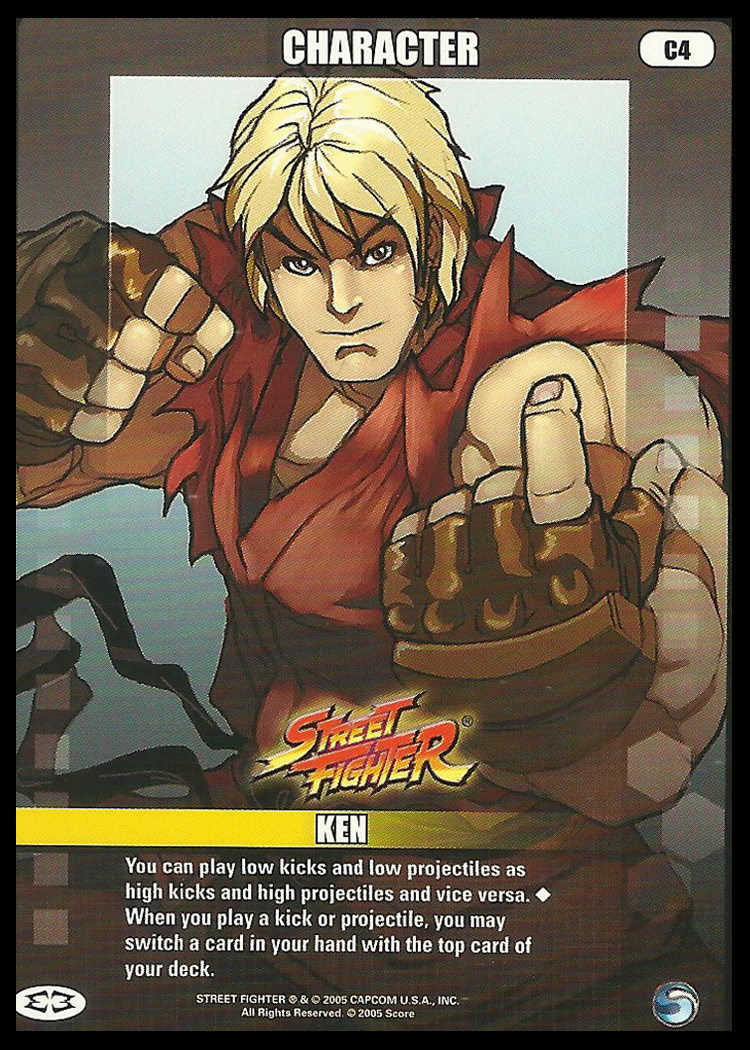 CHARACTER
C4
STREET
FIGHTER ®
KEN
You can play low kicks and low projectiles as
high kicks and high projectiles and vice versa. ◆
When you play a kick or projectile, you may
switch a card in your hand with the top card of
your deck.
STREET FIGHTER ® & © 2005 CAPCOM U.S.A., INC.
All Rights Reserved. © 2005 Score